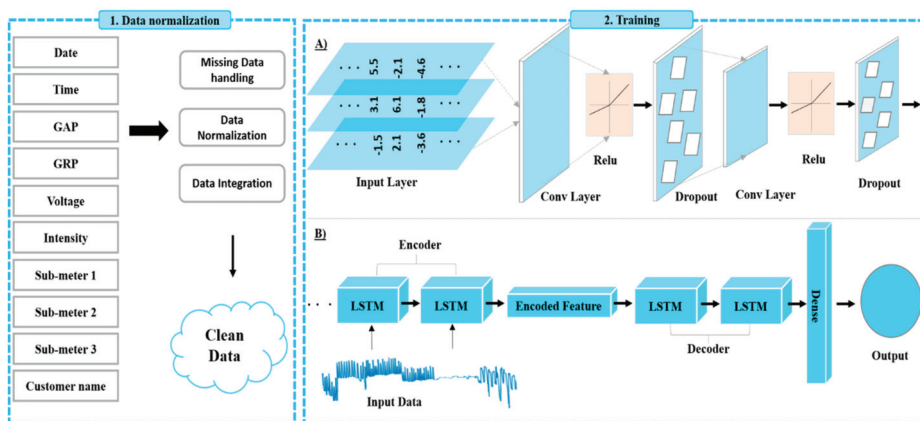 1. Data normalization
Date
Time
GAP
GRP
Voltage
Intensity
Sub-meter 1
Sub-meter 2
Sub-meter 3
Customer name
Missing Data
handling
Data
Normalization
Data Integration
Clean
Data
2. Training
A)
. . . 5.5 -2.1 -4.6 . . .
. . . 3.1 6.1 -1.8 . . .
. . . -1.5 2.1 -3.6 . . .
Input Layer
Conv Layer
Relu
Dropout
Conv Layer
Relu
Dropout
B)
Encoder
. . . .
LSTM
LSTM
Encoded Feature
LSTM
LSTM
Decoder
Dense
Output
Input Data